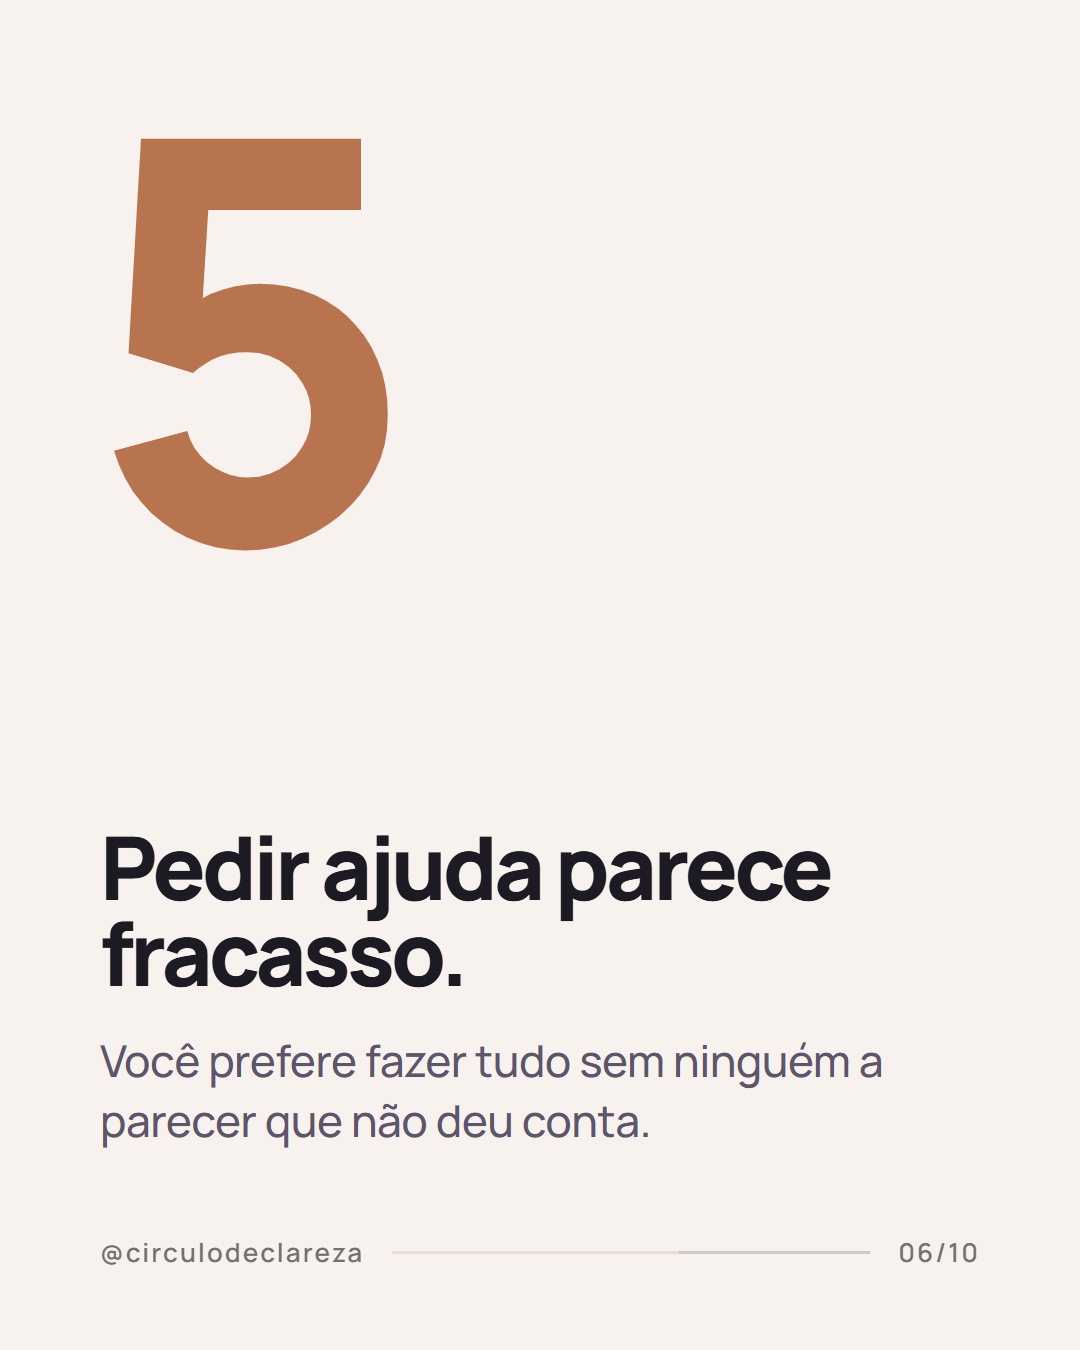 5
Pedir ajuda parece
fracasso.
Você prefere fazer tudo sem ninguém a
parecer que não deu conta.
@circulodeclareza
06/10